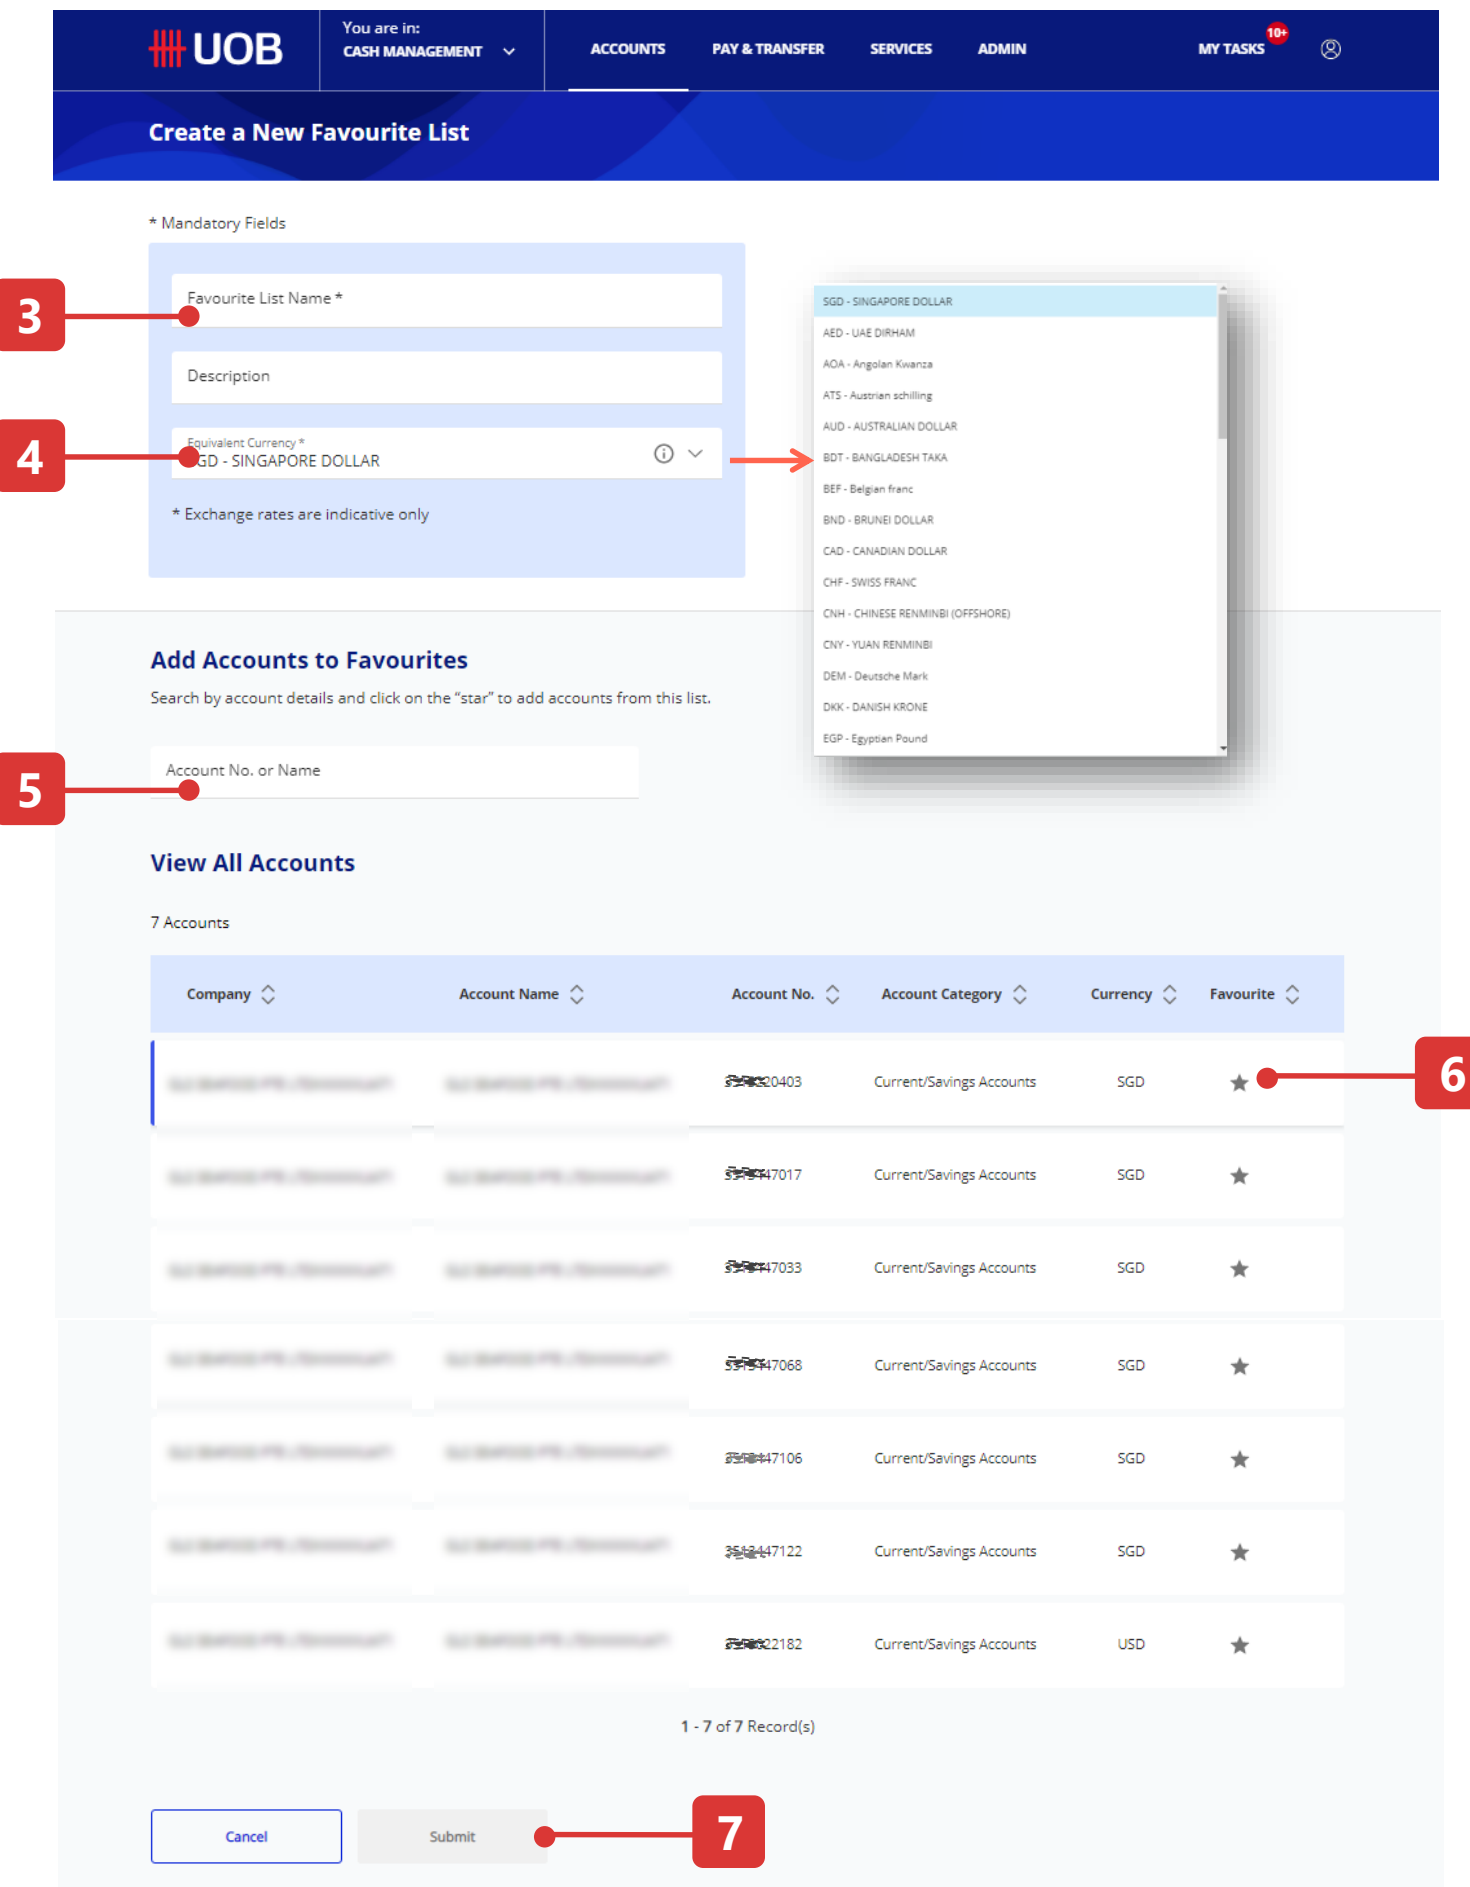 UOB
You are in:
CASH MANAGEMENT
ACCOUNTS
PAY & TRANSFER
SERVICES
ADMIN
MY TASKS
10+
Create a New Favourite List
* Mandatory Fields
3
Favourite List Name *
Description
4
Equivalent Currency *
GD - SINGAPORE DOLLAR
* Exchange rates are indicative only
SGD - SINGAPORE DOLLAR
AED - UAE DIRHAM
AOA - Angolan Kwanza
ATS - Austrian schilling
AUD - AUSTRALIAN DOLLAR
BDT - BANGLADESH TAKA
BEF - Belgian franc
BND - BRUNEI DOLLAR
CAD - CANADIAN DOLLAR
CHF - SWISS FRANC
CNH - CHINESE RENMINBI (OFFSHORE)
CNY - YUAN RENMINBI
DEM - Deutsche Mark
DKK - DANISH KRONE
EGP - Egyptian Pound
Add Accounts to Favourites
Search by account details and click on the “star” to add accounts from this list.
5
Account No. or Name
View All Accounts
7 Accounts
Company Account Name Account No. Account Category Currency Favourite
20403 Current/Savings Accounts SGD
6
47017 Current/Savings Accounts SGD
47033 Current/Savings Accounts SGD
47068 Current/Savings Accounts SGD
47106 Current/Savings Accounts SGD
47122 Current/Savings Accounts SGD
22182 Current/Savings Accounts USD
1 - 7 of 7 Record(s)
Cancel
Submit
7